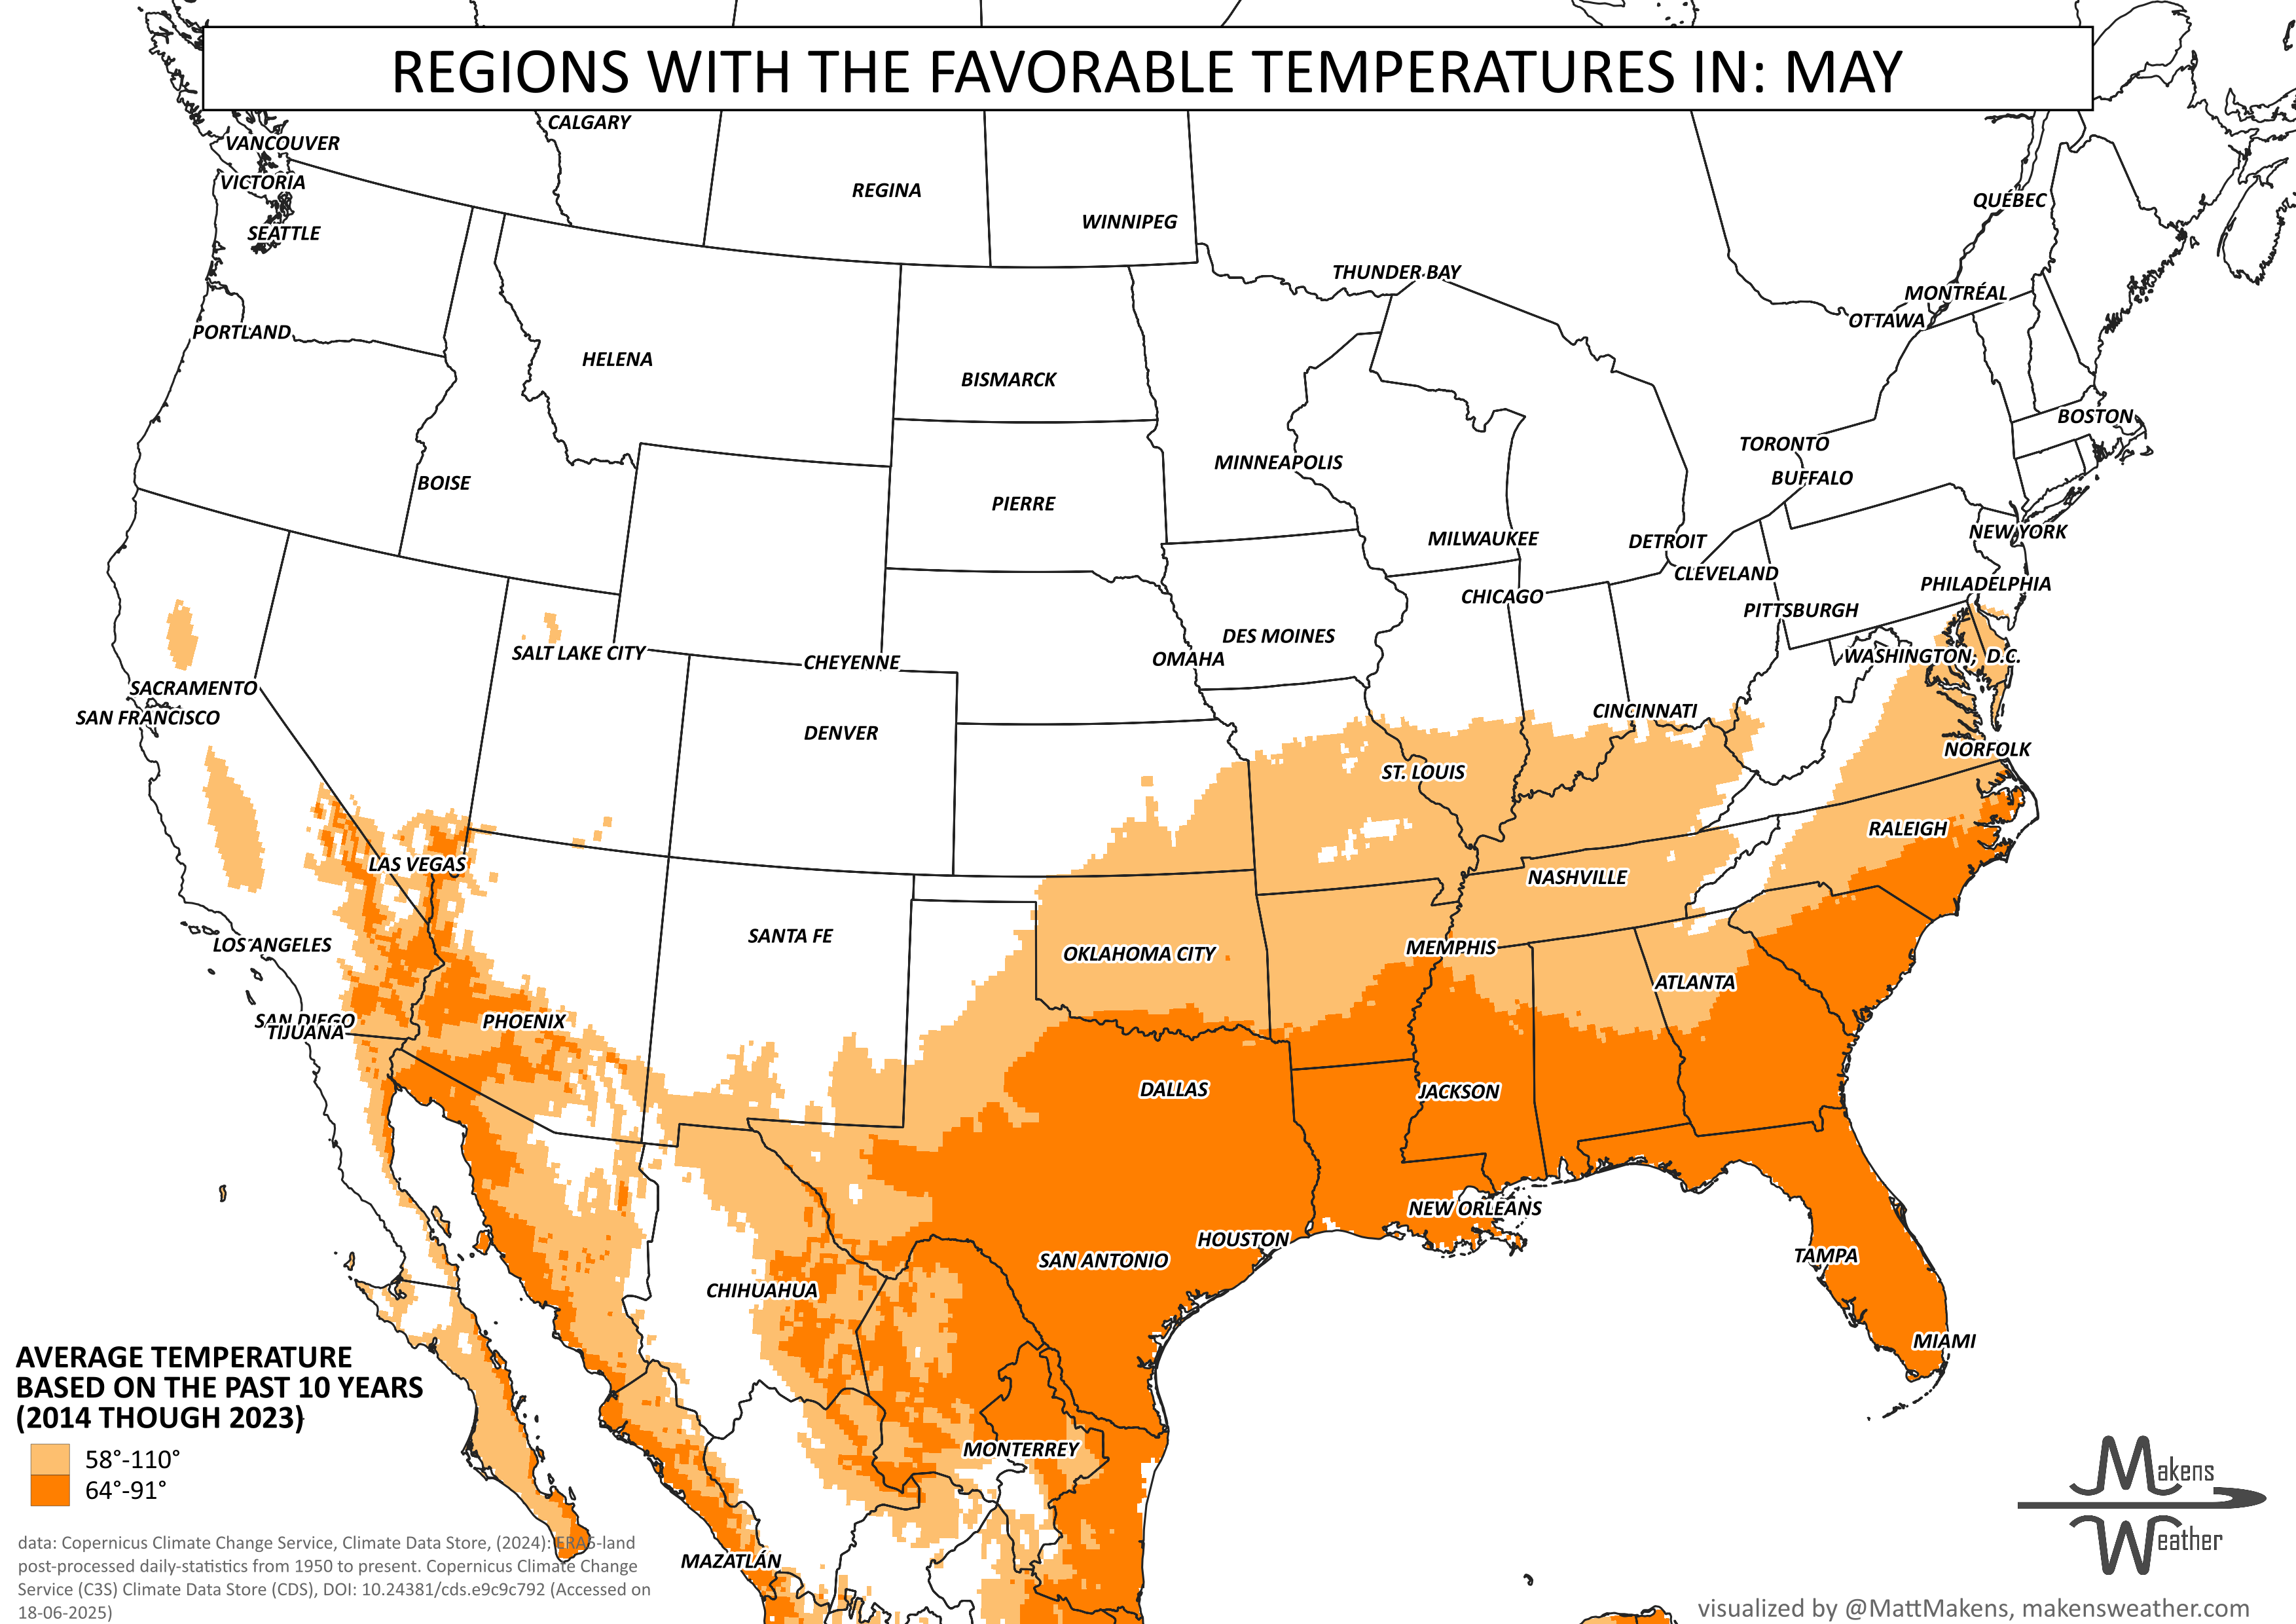 REGIONS WITH THE FAVORABLE TEMPERATURES IN: MAY
CALGARY
VANCOUVER
VICTORIA
REGINA
QUÉBEC
WINNIPEG
SEATTLE
THUNDER BAY
MONTRÉAL
OTTAWA
PORTLAND
HELENA
BISMARCK
BOSTON
TORONTO
MINNEAPOLIS
BUFFALO
BOISE
PIERRE
NEW YORK
MILWAUKEE
DETROIT
CLEVELAND
PHILADELPHIA
CHICAGO
PITTSBURGH
DES MOINES
SALT LAKE CITY
WASHINGTON, D.C.
OMAHA
CHEYENNE
SACRAMENTO
CINCINNATI
SAN FRANCISCO
DENVER
NORFOLK
ST. LOUIS
RALEIGH
LAS VEGAS
NASHVILLE
SANTA FE
LOS ANGELES
MEMPHIS
OKLAHOMA CITY
ATLANTA
SAN DIEGO
PHOENIX
TIJUANA
DALLAS
JACKSON
NEW ORLEANS
HOUSTON
TAMPA
SAN ANTONIO
CHIHUAHUA
MIAMI
MONTERREY
MAZATLÁN
AVERAGE TEMPERATURE
BASED ON THE PAST 10 YEARS
(2014 THOUGH 2023)
58°-110°
64°-91°
data: Copernicus Climate Change Service, Climate Data Store, (2024): ERA5-land
post-processed daily-statistics from 1950 to present. Copernicus Climate Change
Service (C3S) Climate Data Store (CDS), DOI: 10.24381/cds.e9c9c792 (Accessed on
18-06-2025)
Makens
Weather
visualized by @MattMakens, makensweather.com